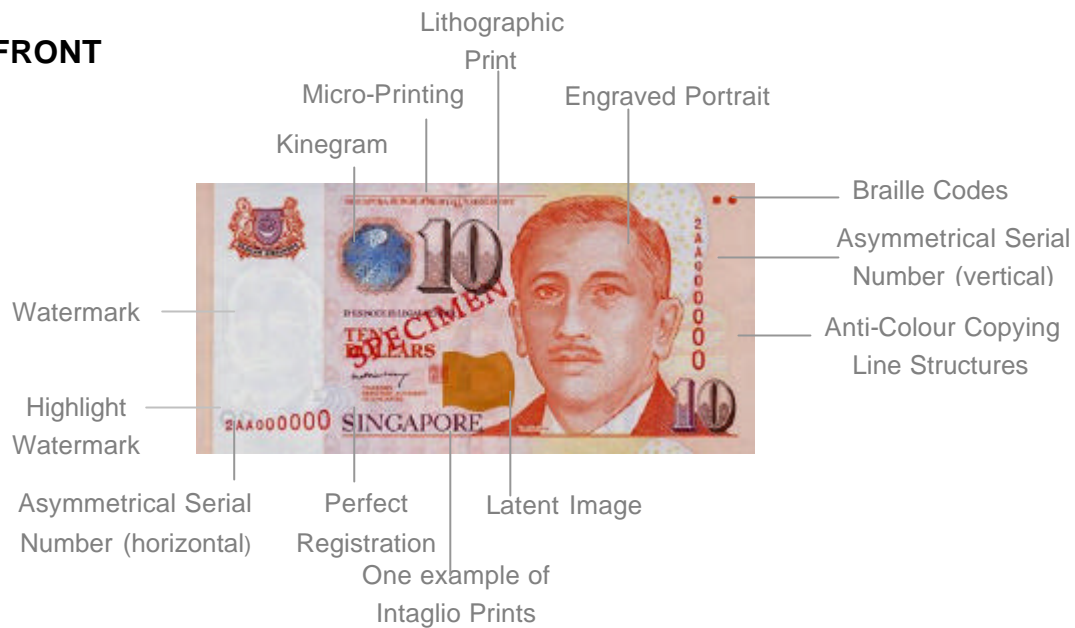 FRONT
Lithographic
Print
Micro-Printing
Engraved Portrait
Kinegram
Braille Codes
Asymmetrical Serial
Number (vertical)
Watermark
Anti-Colour Copying
Line Structures
Highlight
Watermark
10
2AA000000
SPECIMEN
TEN
DOLLARS
2AA000000
SINGAPORE
10
Asymmetrical Serial
Number (horizontal)
Perfect
Registration
Latent Image
One example of
Intaglio Prints